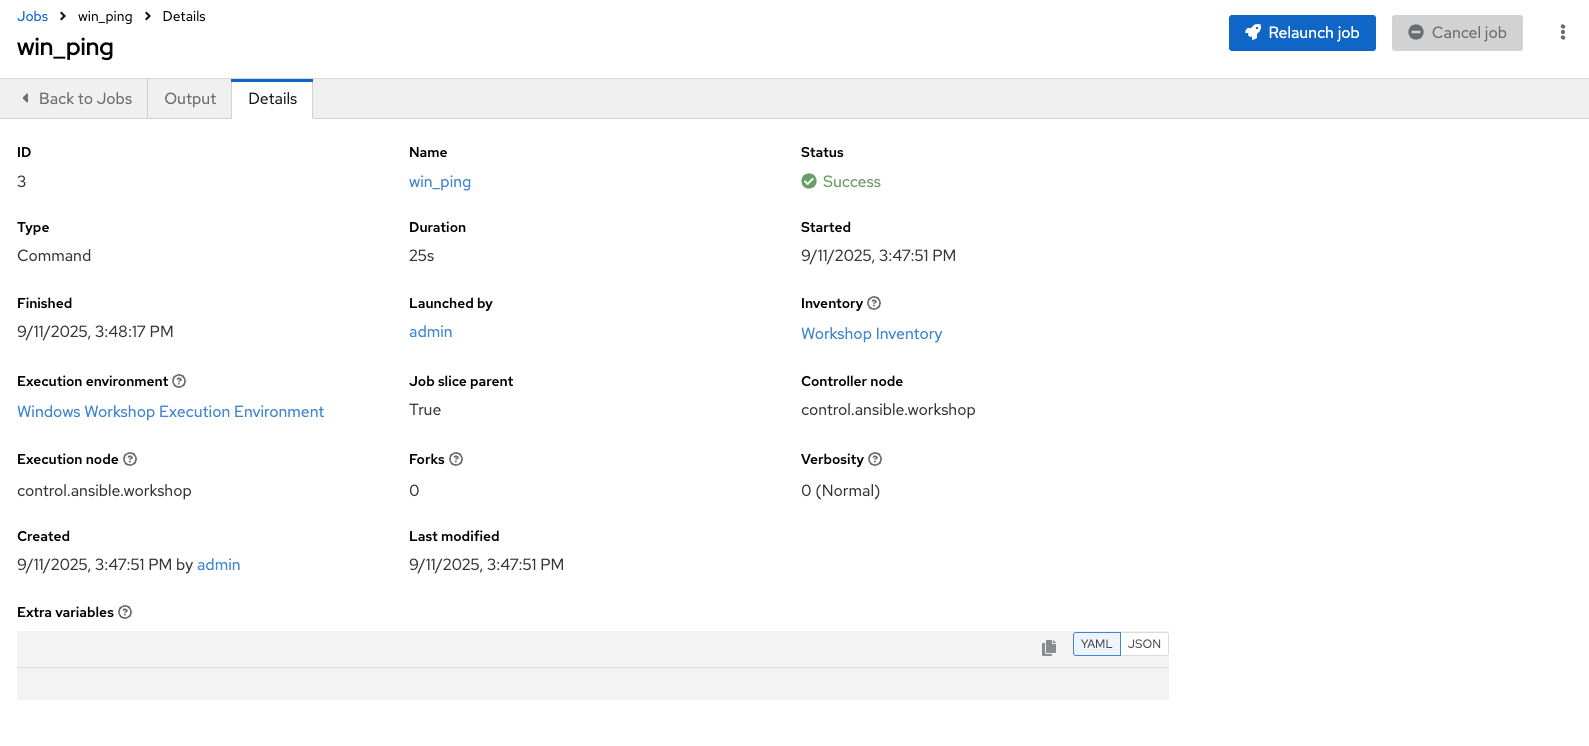 Jobs > win_ping > Details
win_ping
Relaunch job
Cancel job
Back to Jobs
Output
Details
ID
3
Name
win_ping
Status
Success
Type
Command
Duration
25s
Started
9/11/2025, 3:47:51 PM
Finished
9/11/2025, 3:48:17 PM
Launched by
admin
Inventory
Workshop Inventory
Execution environment
Windows Workshop Execution Environment
Job slice parent
True
Controller node
control.ansible.workshop
Execution node
control.ansible.workshop
Forks
0
Verbosity
0 (Normal)
Created
9/11/2025, 3:47:51 PM by admin
Last modified
9/11/2025, 3:47:51 PM
Extra variables
YAML
JSON